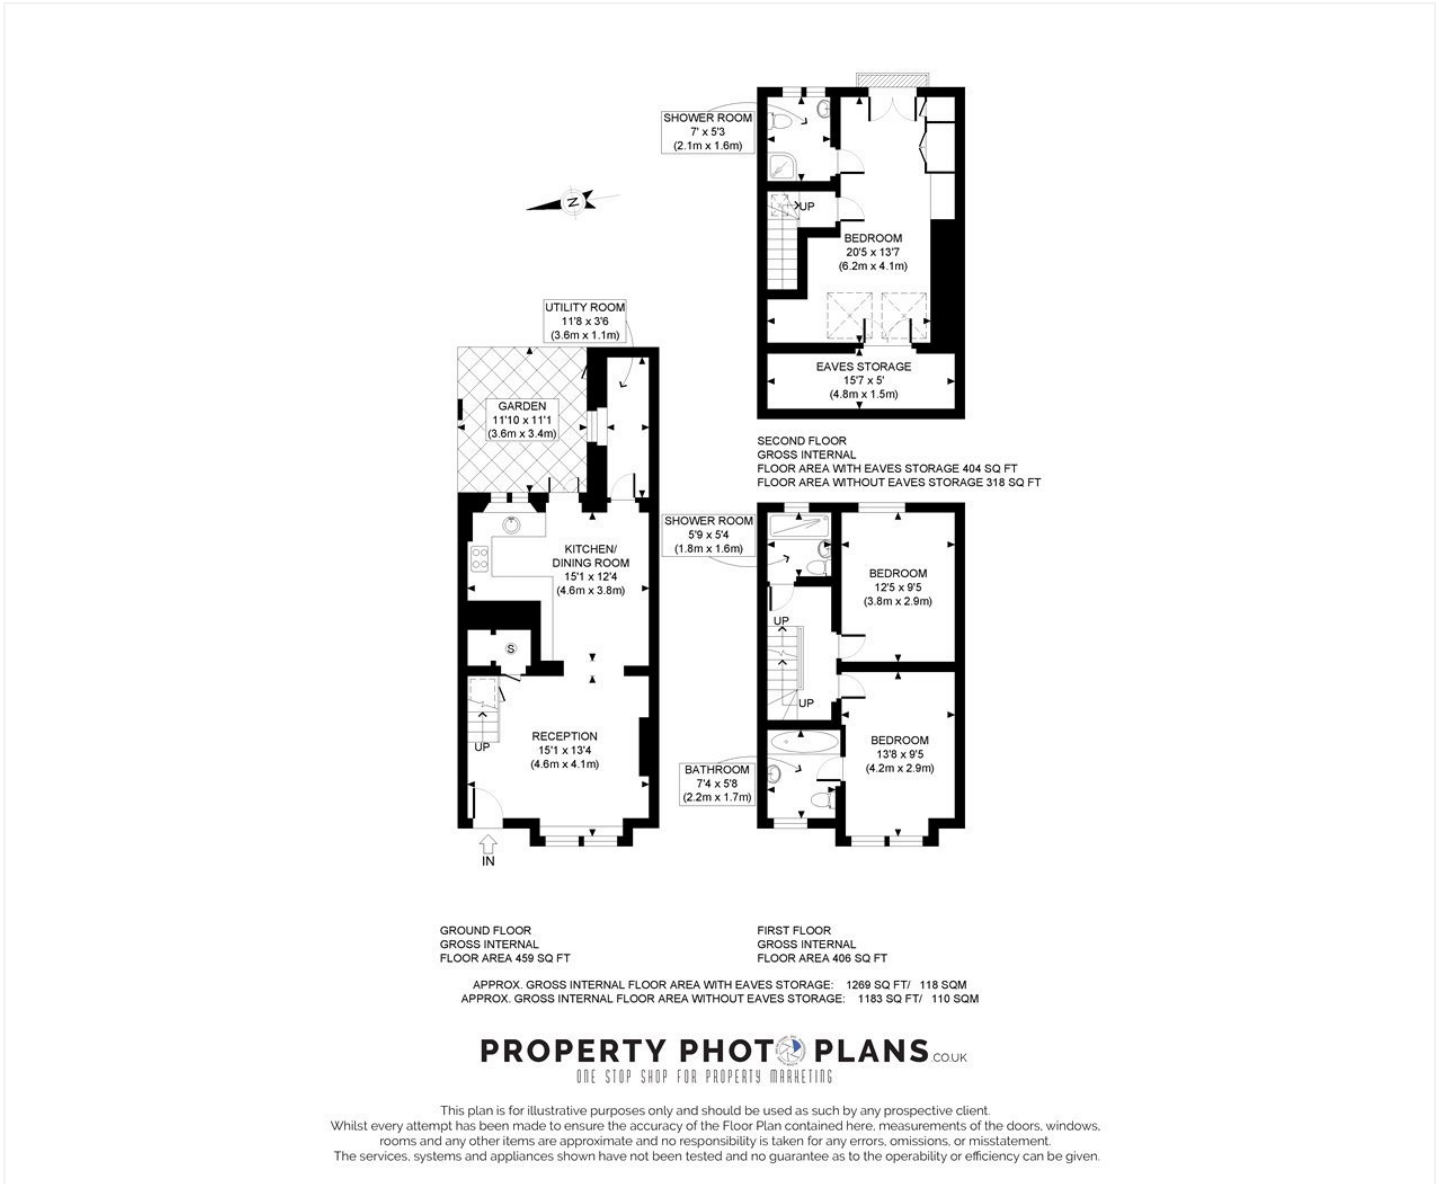 SHOWER ROOM
7' x 5'3
(2.1m x 1.6m)
UP
BEDROOM
20'5 x 13'7
(6.2m x 4.1m)
EAVES STORAGE
15'7 x 5'
(4.8m x 1.5m)
SECOND FLOOR
GROSS INTERNAL
FLOOR AREA WITH EAVES STORAGE 404 SQ FT
FLOOR AREA WITHOUT EAVES STORAGE 318 SQ FT
N
UTILITY ROOM
11'8 x 3'6
(3.6m x 1.1m)
GARDEN
11'10 x 11'1
(3.6m x 3.4m)
KITCHEN/
DINING ROOM
15'1 x 12'4
(4.6m x 3.8m)
S
RECEPTION
15'1 x 13'4
(4.6m x 4.1m)
UP
IN
SHOWER ROOM
5'9 x 5'4
(1.8m x 1.6m)
BEDROOM
12'5 x 9'5
(3.8m x 2.9m)
UP
UP
BEDROOM
13'8 x 9'5
(4.2m x 2.9m)
BATHROOM
7'4 x 5'8
(2.2m x 1.7m)
GROUND FLOOR
GROSS INTERNAL
FLOOR AREA 459 SQ FT
FIRST FLOOR
GROSS INTERNAL
FLOOR AREA 406 SQ FT
APPROX. GROSS INTERNAL FLOOR AREA WITH EAVES STORAGE: 1269 SQ FT/ 118 SQM
APPROX. GROSS INTERNAL FLOOR AREA WITHOUT EAVES STORAGE: 1183 SQ FT/ 110 SQM
PROPERTY PHOTO PLANS.CO.UK
ONE STOP SHOP FOR PROPERTY MARKETING
This plan is for illustrative purposes only and should be used as such by any prospective client.
Whilst every attempt has been made to ensure the accuracy of the Floor Plan contained here, measurements of the doors, windows,
rooms and any other items are approximate and no responsibility is taken for any errors, omissions, or misstatement.
The services, systems and appliances shown have not been tested and no guarantee as to the operability or efficiency can be given.